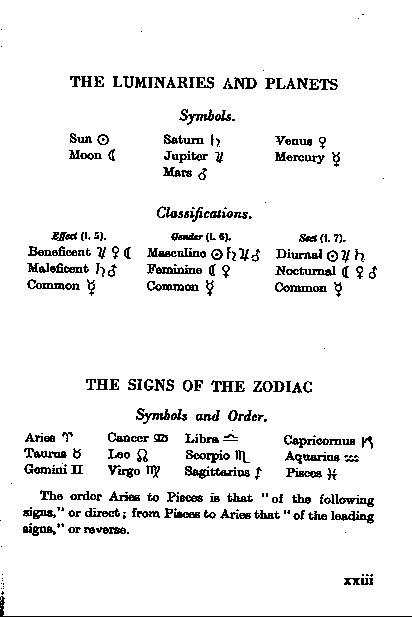 THE LUMINARIES AND PLANETS
Symbols.
Sun ☉ Saturn ♄ Venus ♀
Moon ☾ Jupiter ♃ Mercury ☿
Mars ♂
Classifications.
Effect (I. 5). Gender (I. 6). Sect (I. 7).
Beneficent ♃ ♀ ☾ Masculine ☉ ♄ ♃ ♂ Diurnal ☉ ♃ ♄
Maleficent ♄ ♂ Feminine ☾ ♀ Nocturnal ☾ ♀ ♂
Common ☿ Common ☿ Common ☿
THE SIGNS OF THE ZODIAC
Symbols and Order.
Aries ♈ Cancer ♋ Libra ♎ Capricornus ♑
Taurus ♉ Leo ♌ Scorpio ♏ Aquarius ♒
Gemini ♊ Virgo ♍ Sagittarius ♐ Pisces ♓
The order Aries to Pisces is that "of the following
signs," or direct; from Pisces to Aries that "of the leading
signs," or reverse.
xxiii